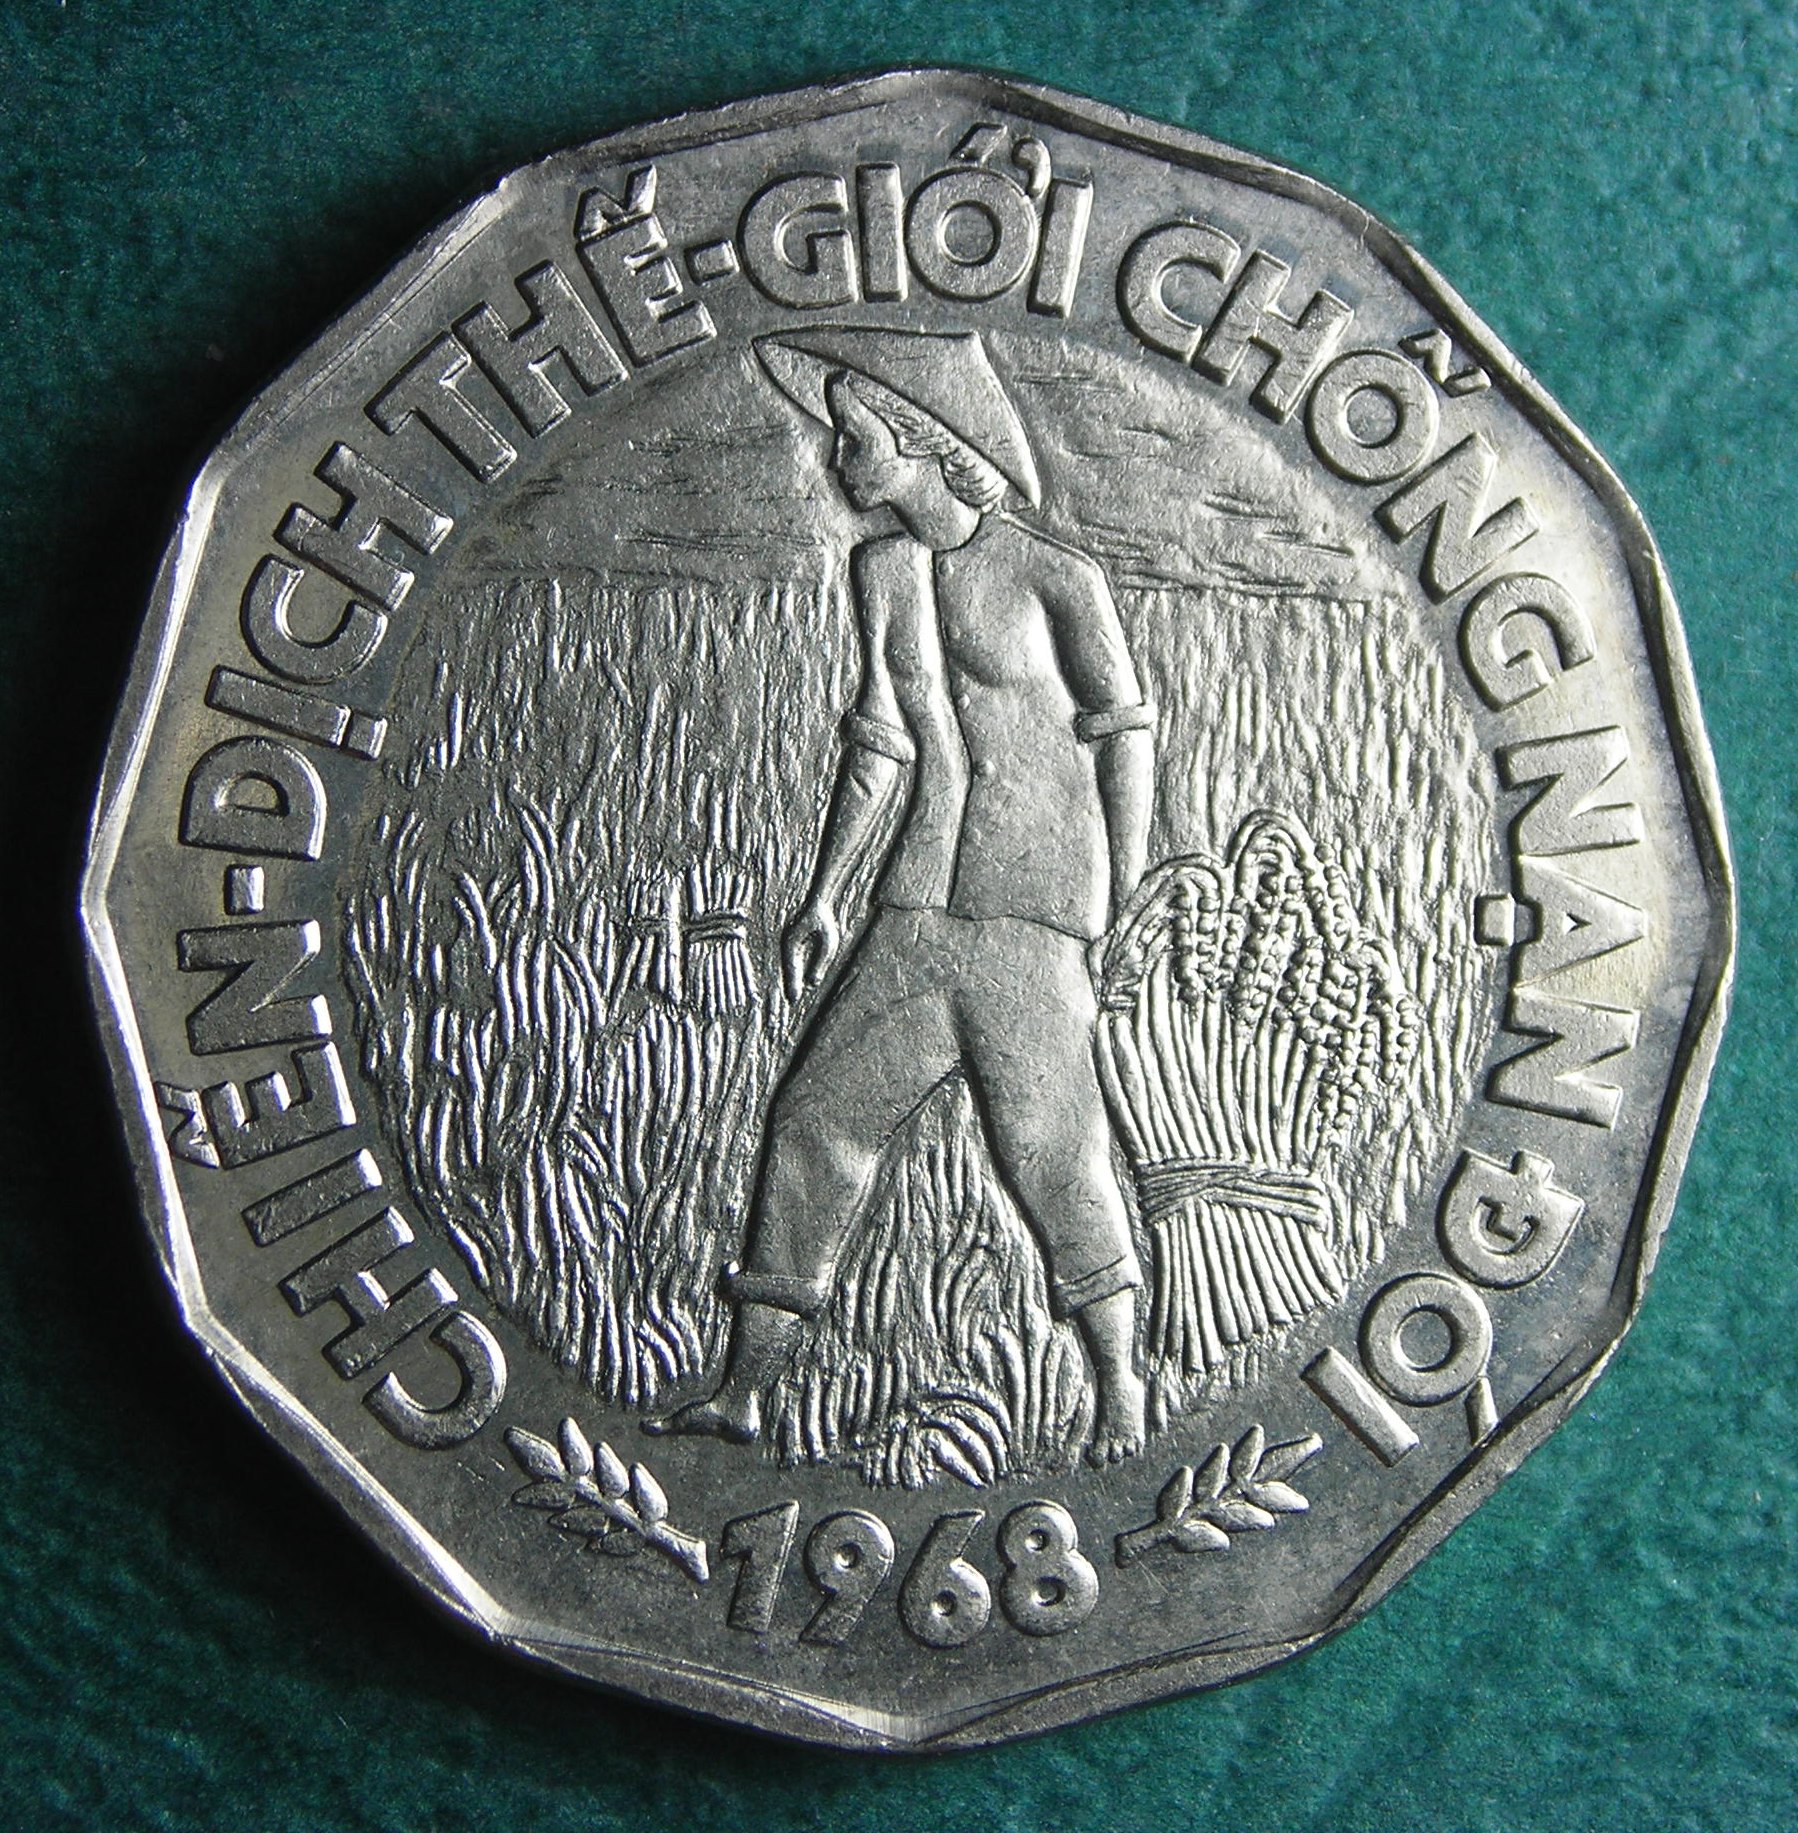 CHIẾN-DỊCH THẾ-GIỚI CHỐNG NẠN ĐÓI
1968